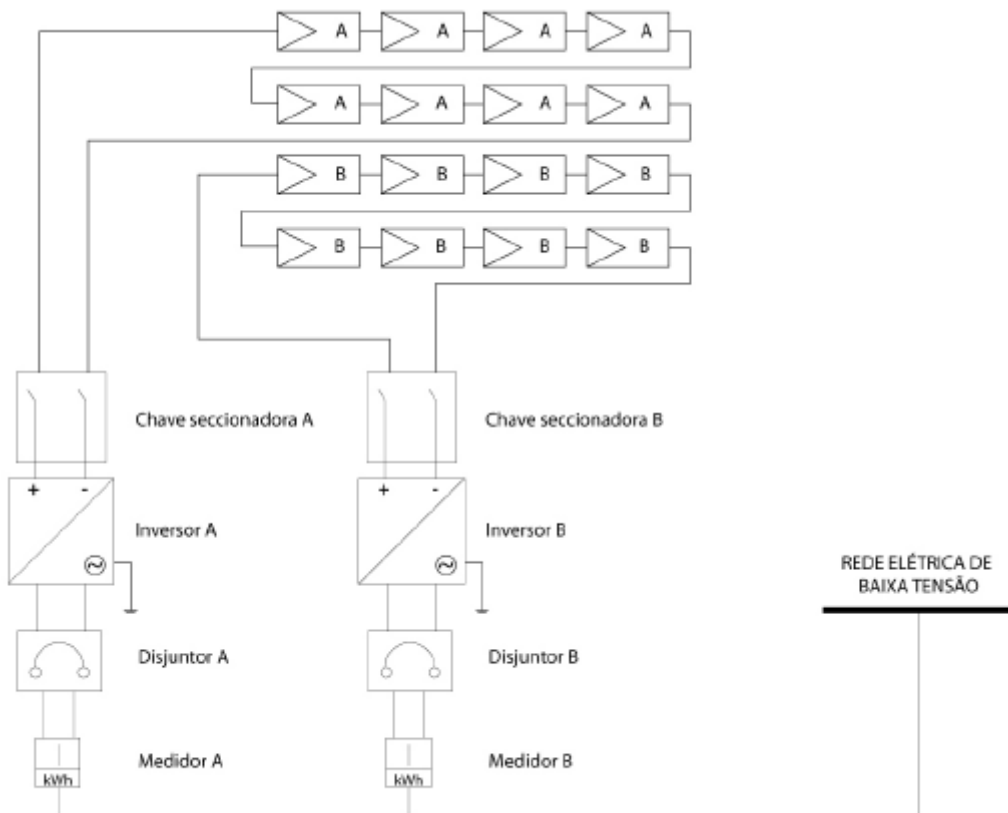 A A A A
A A A A
B B B B
B B B B
Chave seccionadora A Chave seccionadora B
+ - + -
Inversor A Inversor B
REDE ELÉTRICA DE
BAIXA TENSÃO
Disjuntor A Disjuntor B
Medidor A Medidor B
kWh kWh